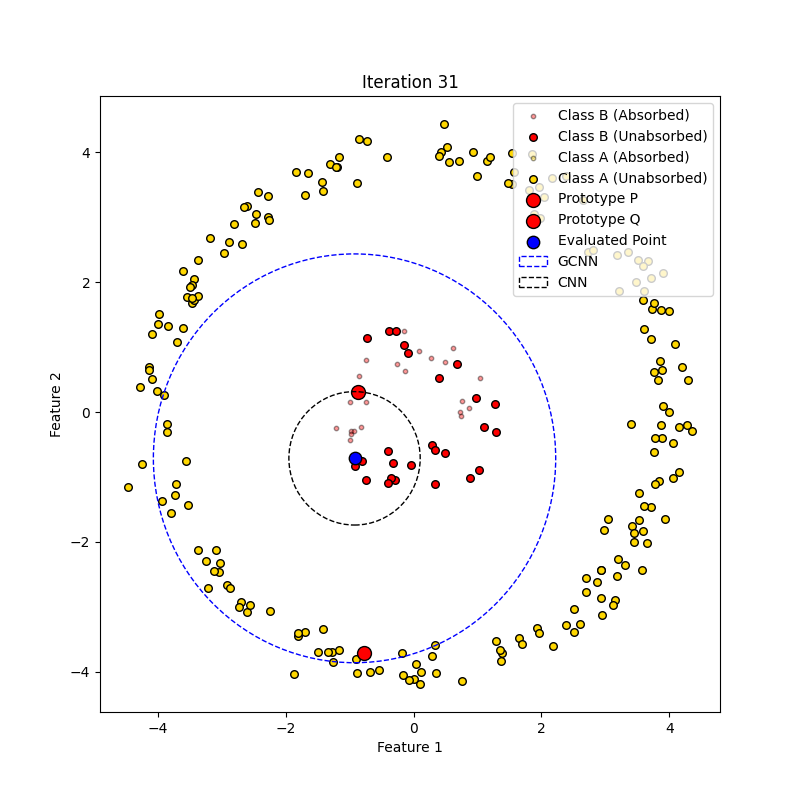 Iteration 31
Class B (Absorbed)
Class B (Unabsorbed)
Class A (Absorbed)
Class A (Unabsorbed)
Prototype P
Prototype Q
Evaluated Point
GCNN
CNN
4
2
0
−2
−4
Feature 2
−4 −2 0 2 4
Feature 1